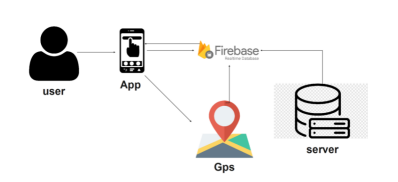 Firebase
Realtime Database
user
App
server
Gps